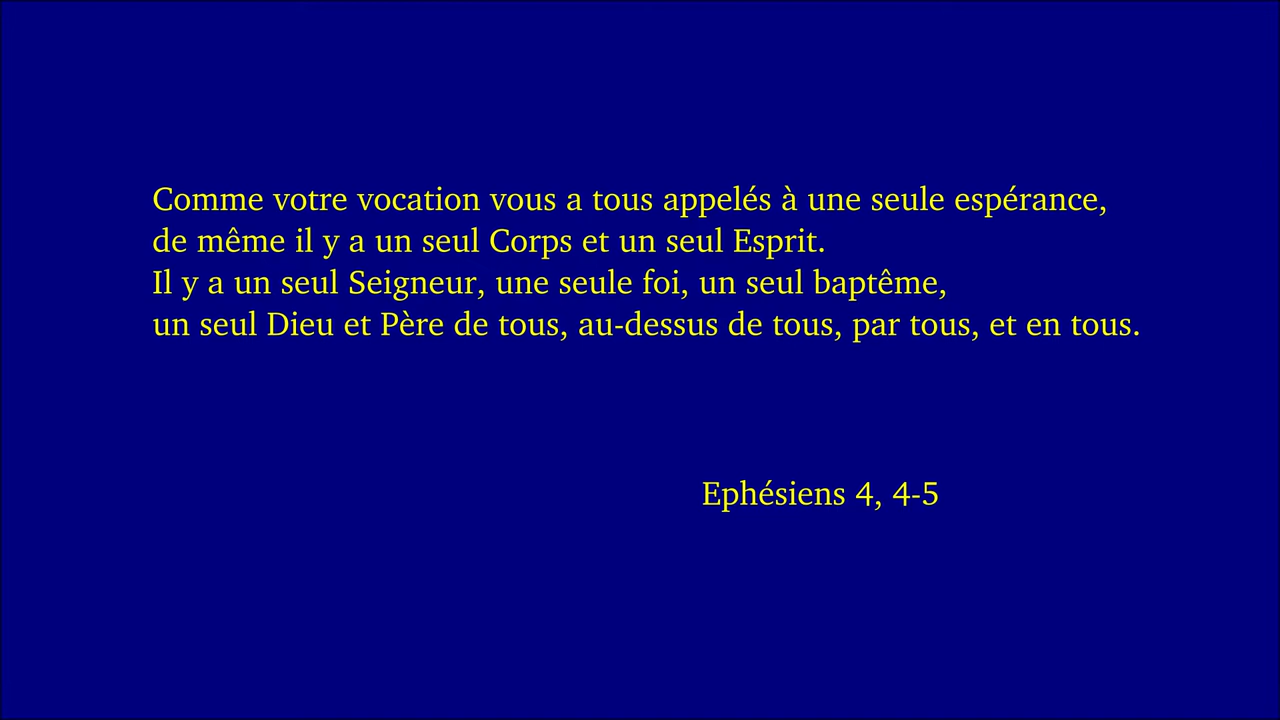 Comme votre vocation vous a tous appelés à une seule espérance,
de même il y a un seul Corps et un seul Esprit.
Il y a un seul Seigneur, une seule foi, un seul baptême,
un seul Dieu et Père de tous, au-dessus de tous, par tous, et en tous.
Ephésiens 4, 4-5